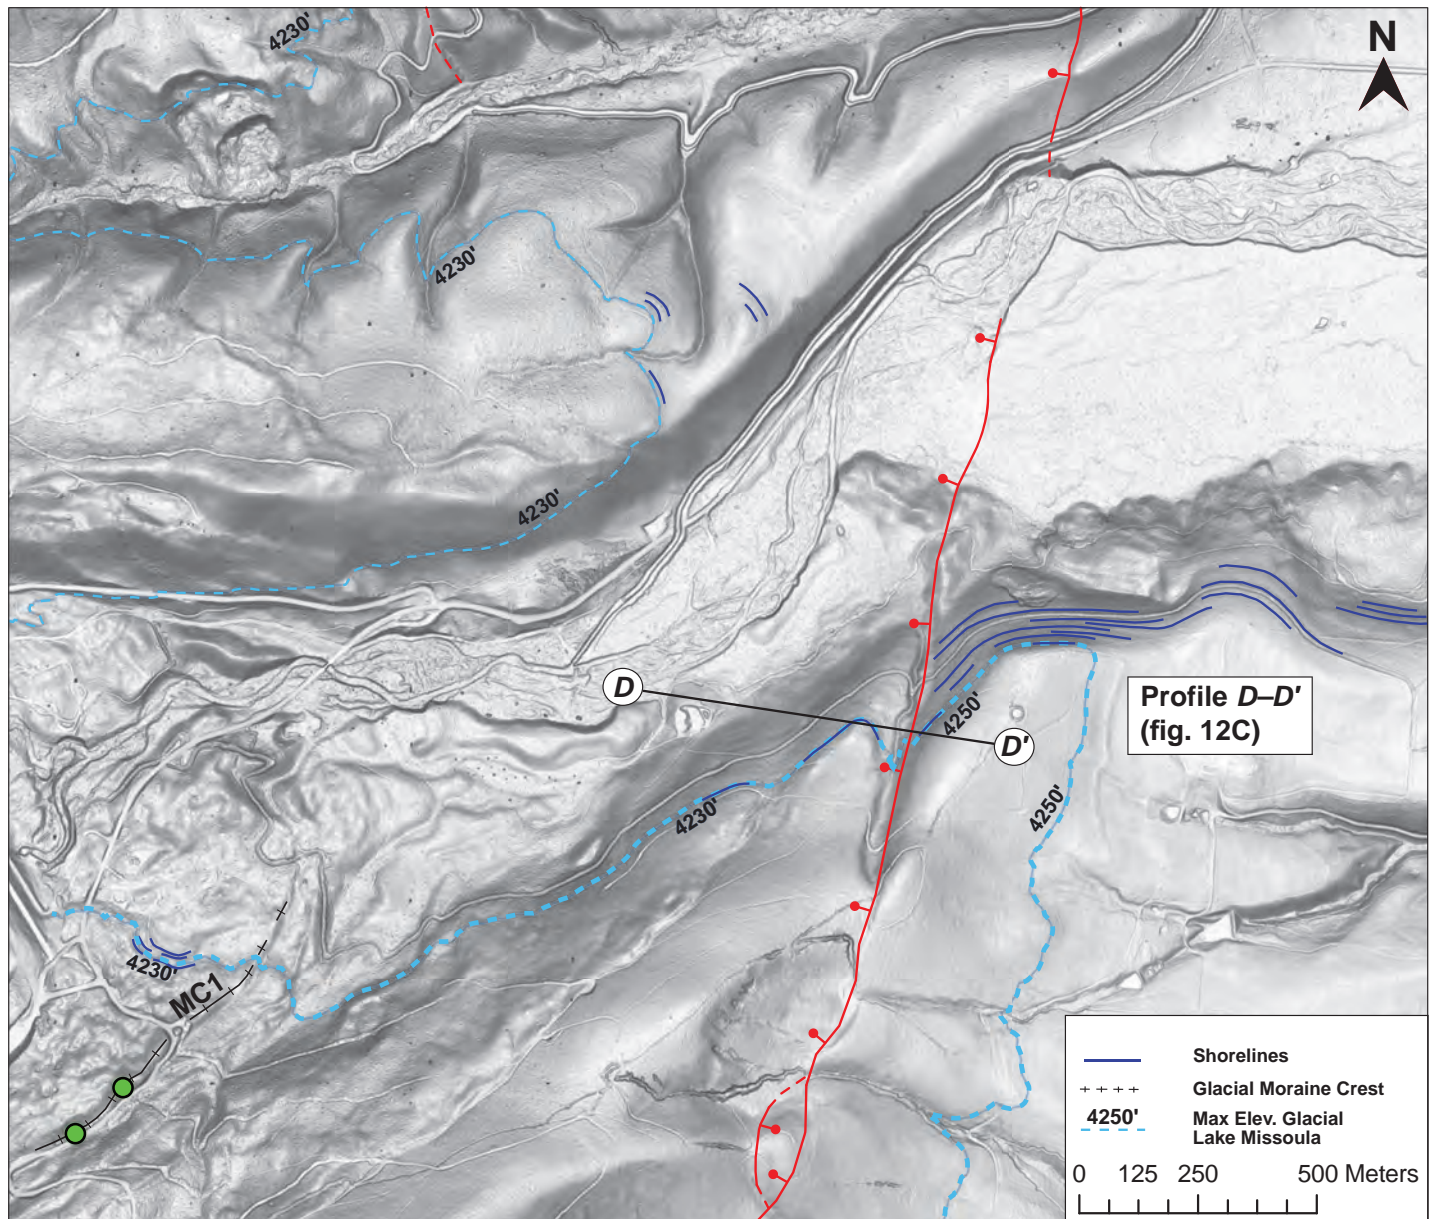 4230'
N
4230'
4230'
D
4250'
D'
Profile D–D'
(fig. 12C)
4230'
4250'
4230'
MC1
Shorelines
Glacial Moraine Crest
4250'
Max Elev. Glacial
Lake Missoula
0 125 250 500 Meters